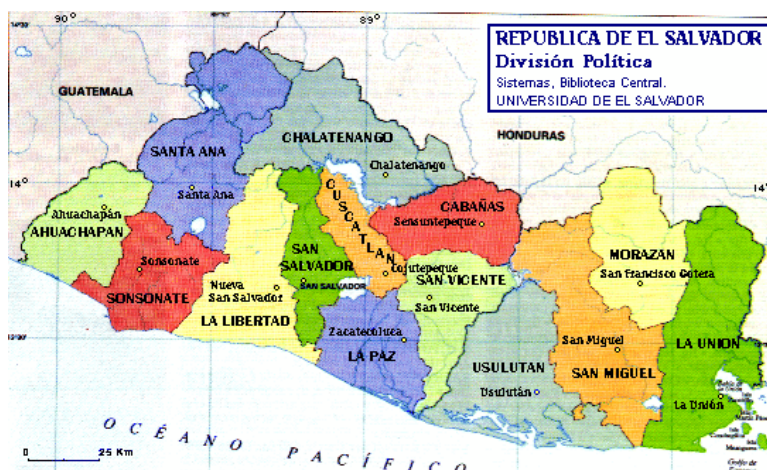 REPUBLICA DE EL SALVADOR
División Política
Sistemas, Biblioteca Central.
UNIVERSIDAD DE EL SALVADOR
90
89
GUATEMALA
HONDURAS
14°
14
CHALATENANGO
Chalatenango
SANTA ANA
Santa Ana
CUSCATLAN
CABAÑAS
Sensuntepeque
Ahuachapán
AHUACHAPAN
Sonsonate
SONSONATE
SAN
SALVADOR
SAN SALVADOR
Cojutepeque
Nueva
San Salvador
LA LIBERTAD
SAN VICENTE
San Vicente
MORAZAN
San Francisco Gotera
Zacatecoluca
LA PAZ
USULUTAN
Usulután
San Miguel
SAN MIGUEL
LA UNION
La Unión
OCÉANO PACÍFICO
0 25 Km
Golfo de